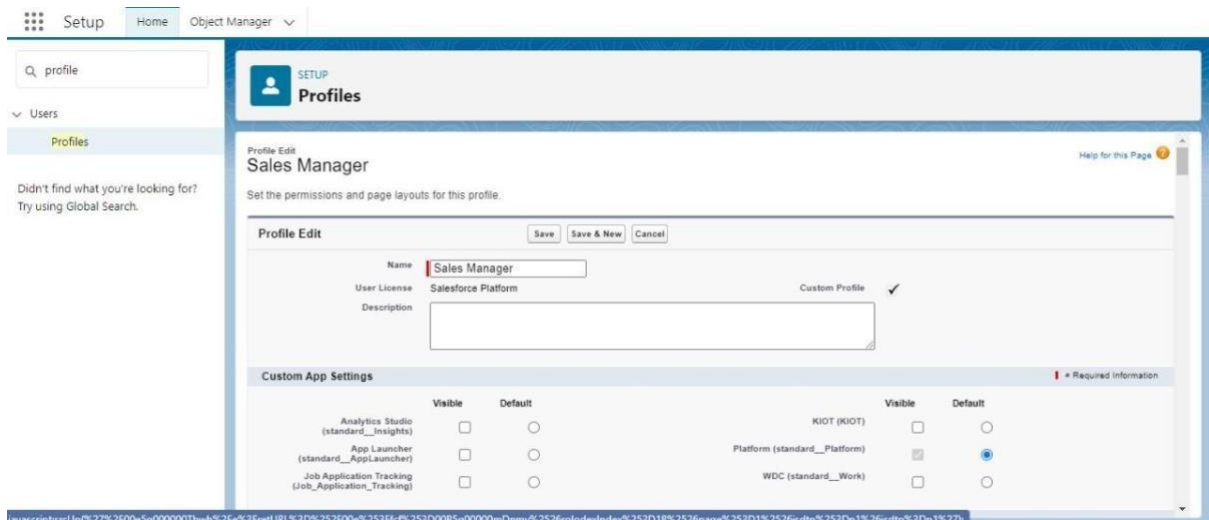 Setup Home Object Manager
profile
Users
Profiles
Didn't find what you're looking for?
Try using Global Search.
SETUP
Profiles
Profile Edit
Sales Manager
Help for this Page
Set the permissions and page layouts for this profile.
Profile Edit Save Save & New Cancel
Name Sales Manager
User License Salesforce Platform Custom Profile
Description
Custom App Settings = Required Information
Visible Default Visible Default
Analytics Studio
(standard__Insights)
KIOT (KIOT)
App Launcher
(standard__AppLauncher)
Platform (standard__Platform)
Job Application Tracking
(Job_Application_Tracking)
WDC (standard__Work)